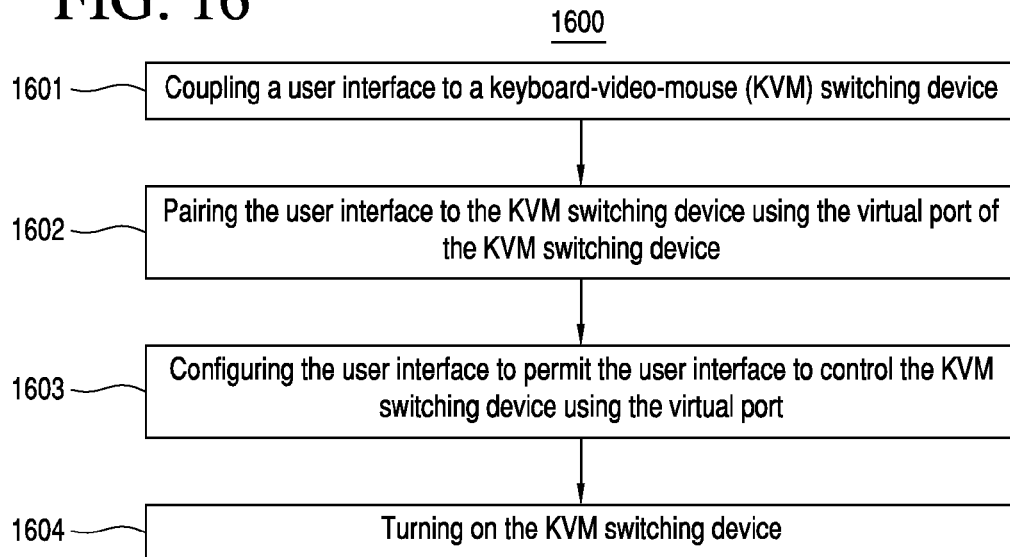 FIG. 16
1600
1601
Coupling a user interface to a keyboard-video-mouse (KVM) switching device
1602
Pairing the user interface to the KVM switching device using the virtual port of
the KVM switching device
1603
Configuring the user interface to permit the user interface to control the KVM
switching device using the virtual port
1604
Turning on the KVM switching device